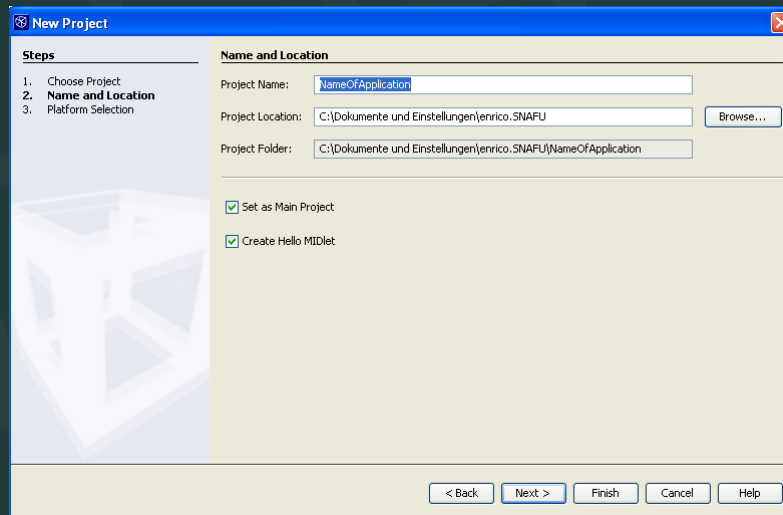 New Project
Steps
1. Choose Project
2. Name and Location
3. Platform Selection
Name and Location
Project Name: NameOfApplication
Project Location: C:\Dokumente und Einstellungen\enrico.SNAFU Browse...
Project Folder: C:\Dokumente und Einstellungen\enrico.SNAFU\NameOfApplication
Set as Main Project
Create Hello MIDlet
< Back Next > Finish Cancel Help